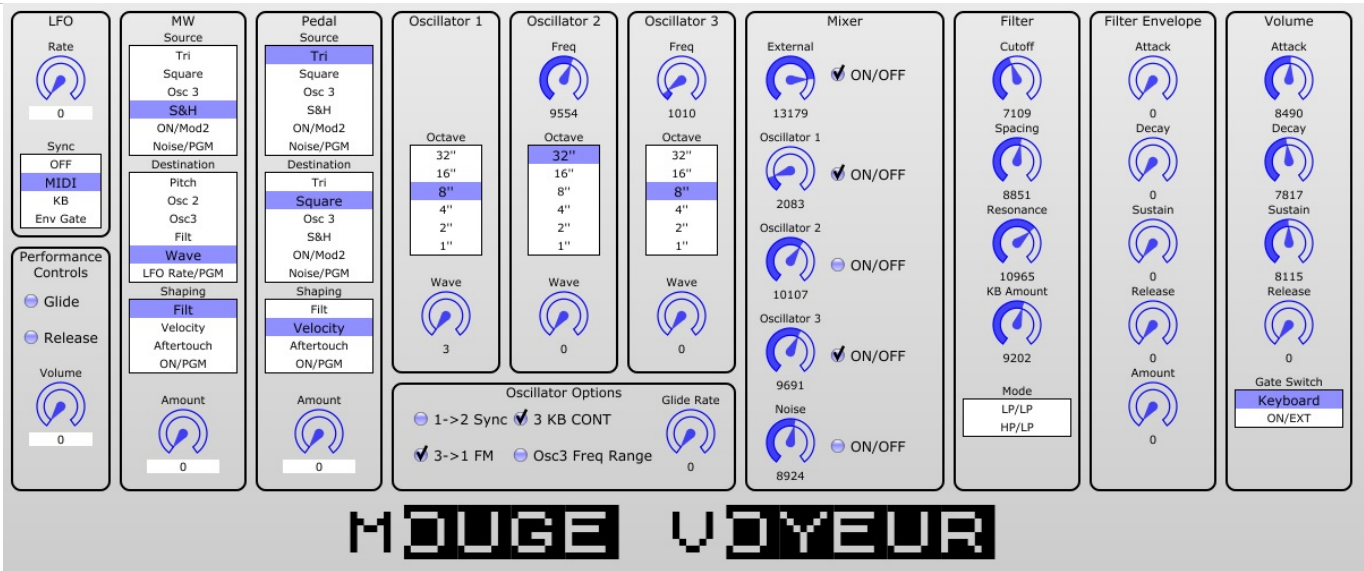 LFO
Rate
0
Sync
OFF
MIDI
KB
Env Gate
Performance
Controls
Glide
Release
Volume
0
MW
Source
Tri
Square
Osc 3
S&H
ON/Mod2
Noise/PGM
Destination
Pitch
Osc 2
Osc3
Filt
Wave
LFO Rate/PGM
Shaping
Filt
Velocity
Aftertouch
ON/PGM
Amount
0
Pedal
Source
Tri
Square
Osc 3
S&H
ON/Mod2
Noise/PGM
Destination
Tri
Square
Osc 3
S&H
ON/Mod2
Noise/PGM
Shaping
Filt
Velocity
Aftertouch
ON/PGM
Amount
0
Oscillator 1
Octave
32''
16''
8''
4''
2''
1''
Wave
3
Oscillator 2
Freq
9554
Octave
32''
16''
8''
4''
2''
1''
Wave
0
Oscillator 3
Freq
1010
Octave
32''
16''
8''
4''
2''
1''
Wave
0
Oscillator Options
1->2 Sync
3 KB CONT
3->1 FM
Osc3 Freq Range
Glide Rate
0
Mixer
External
ON/OFF
13179
Oscillator 1
ON/OFF
2083
Oscillator 2
ON/OFF
10107
Oscillator 3
ON/OFF
9691
Noise
ON/OFF
8924
Filter
Cutoff
7109
Spacing
8851
Resonance
10965
KB Amount
9202
Mode
LP/LP
HP/LP
Filter Envelope
Attack
0
Decay
0
Sustain
0
Release
0
Amount
0
Volume
Attack
8490
Decay
7817
Sustain
8115
Release
0
Gate Switch
Keyboard
ON/EXT
MOUGE VOYEUR